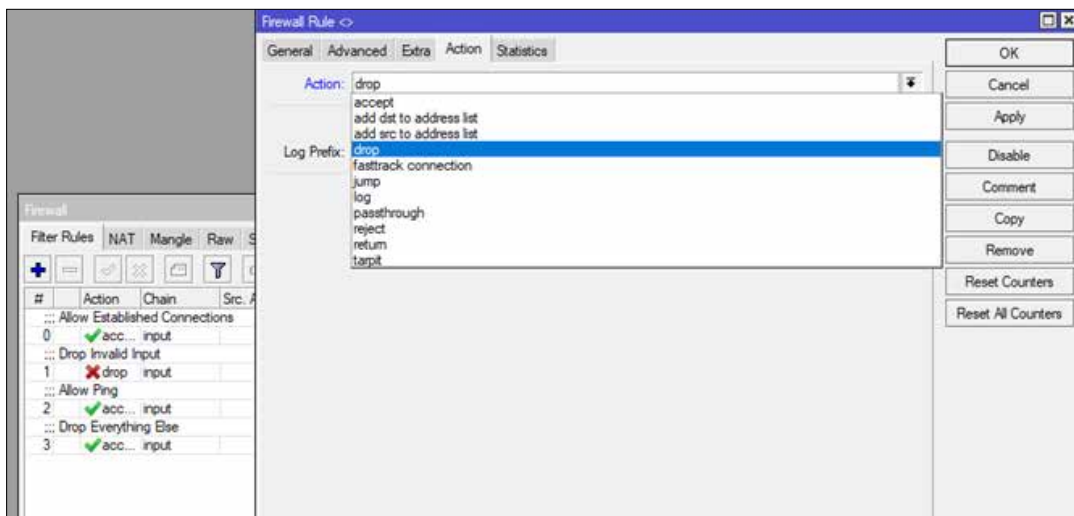 Firewall Rule <>
General Advanced Extra Action Statistics
Action: drop
accept
add dst to address list
add src to address list
Log Prefix: drop
fasttrack connection
jump
log
passthrough
reject
return
tarpit
OK
Cancel
Apply
Disable
Comment
Copy
Remove
Reset Counters
Reset All Counters
Firewall
Filter Rules NAT Mangle Raw S
# Action Chain Src. A
;;; Allow Established Connections
0 acc... input
;;; Drop Invalid Input
1 drop input
;;; Allow Ping
2 acc... input
;;; Drop Everything Else
3 acc... input